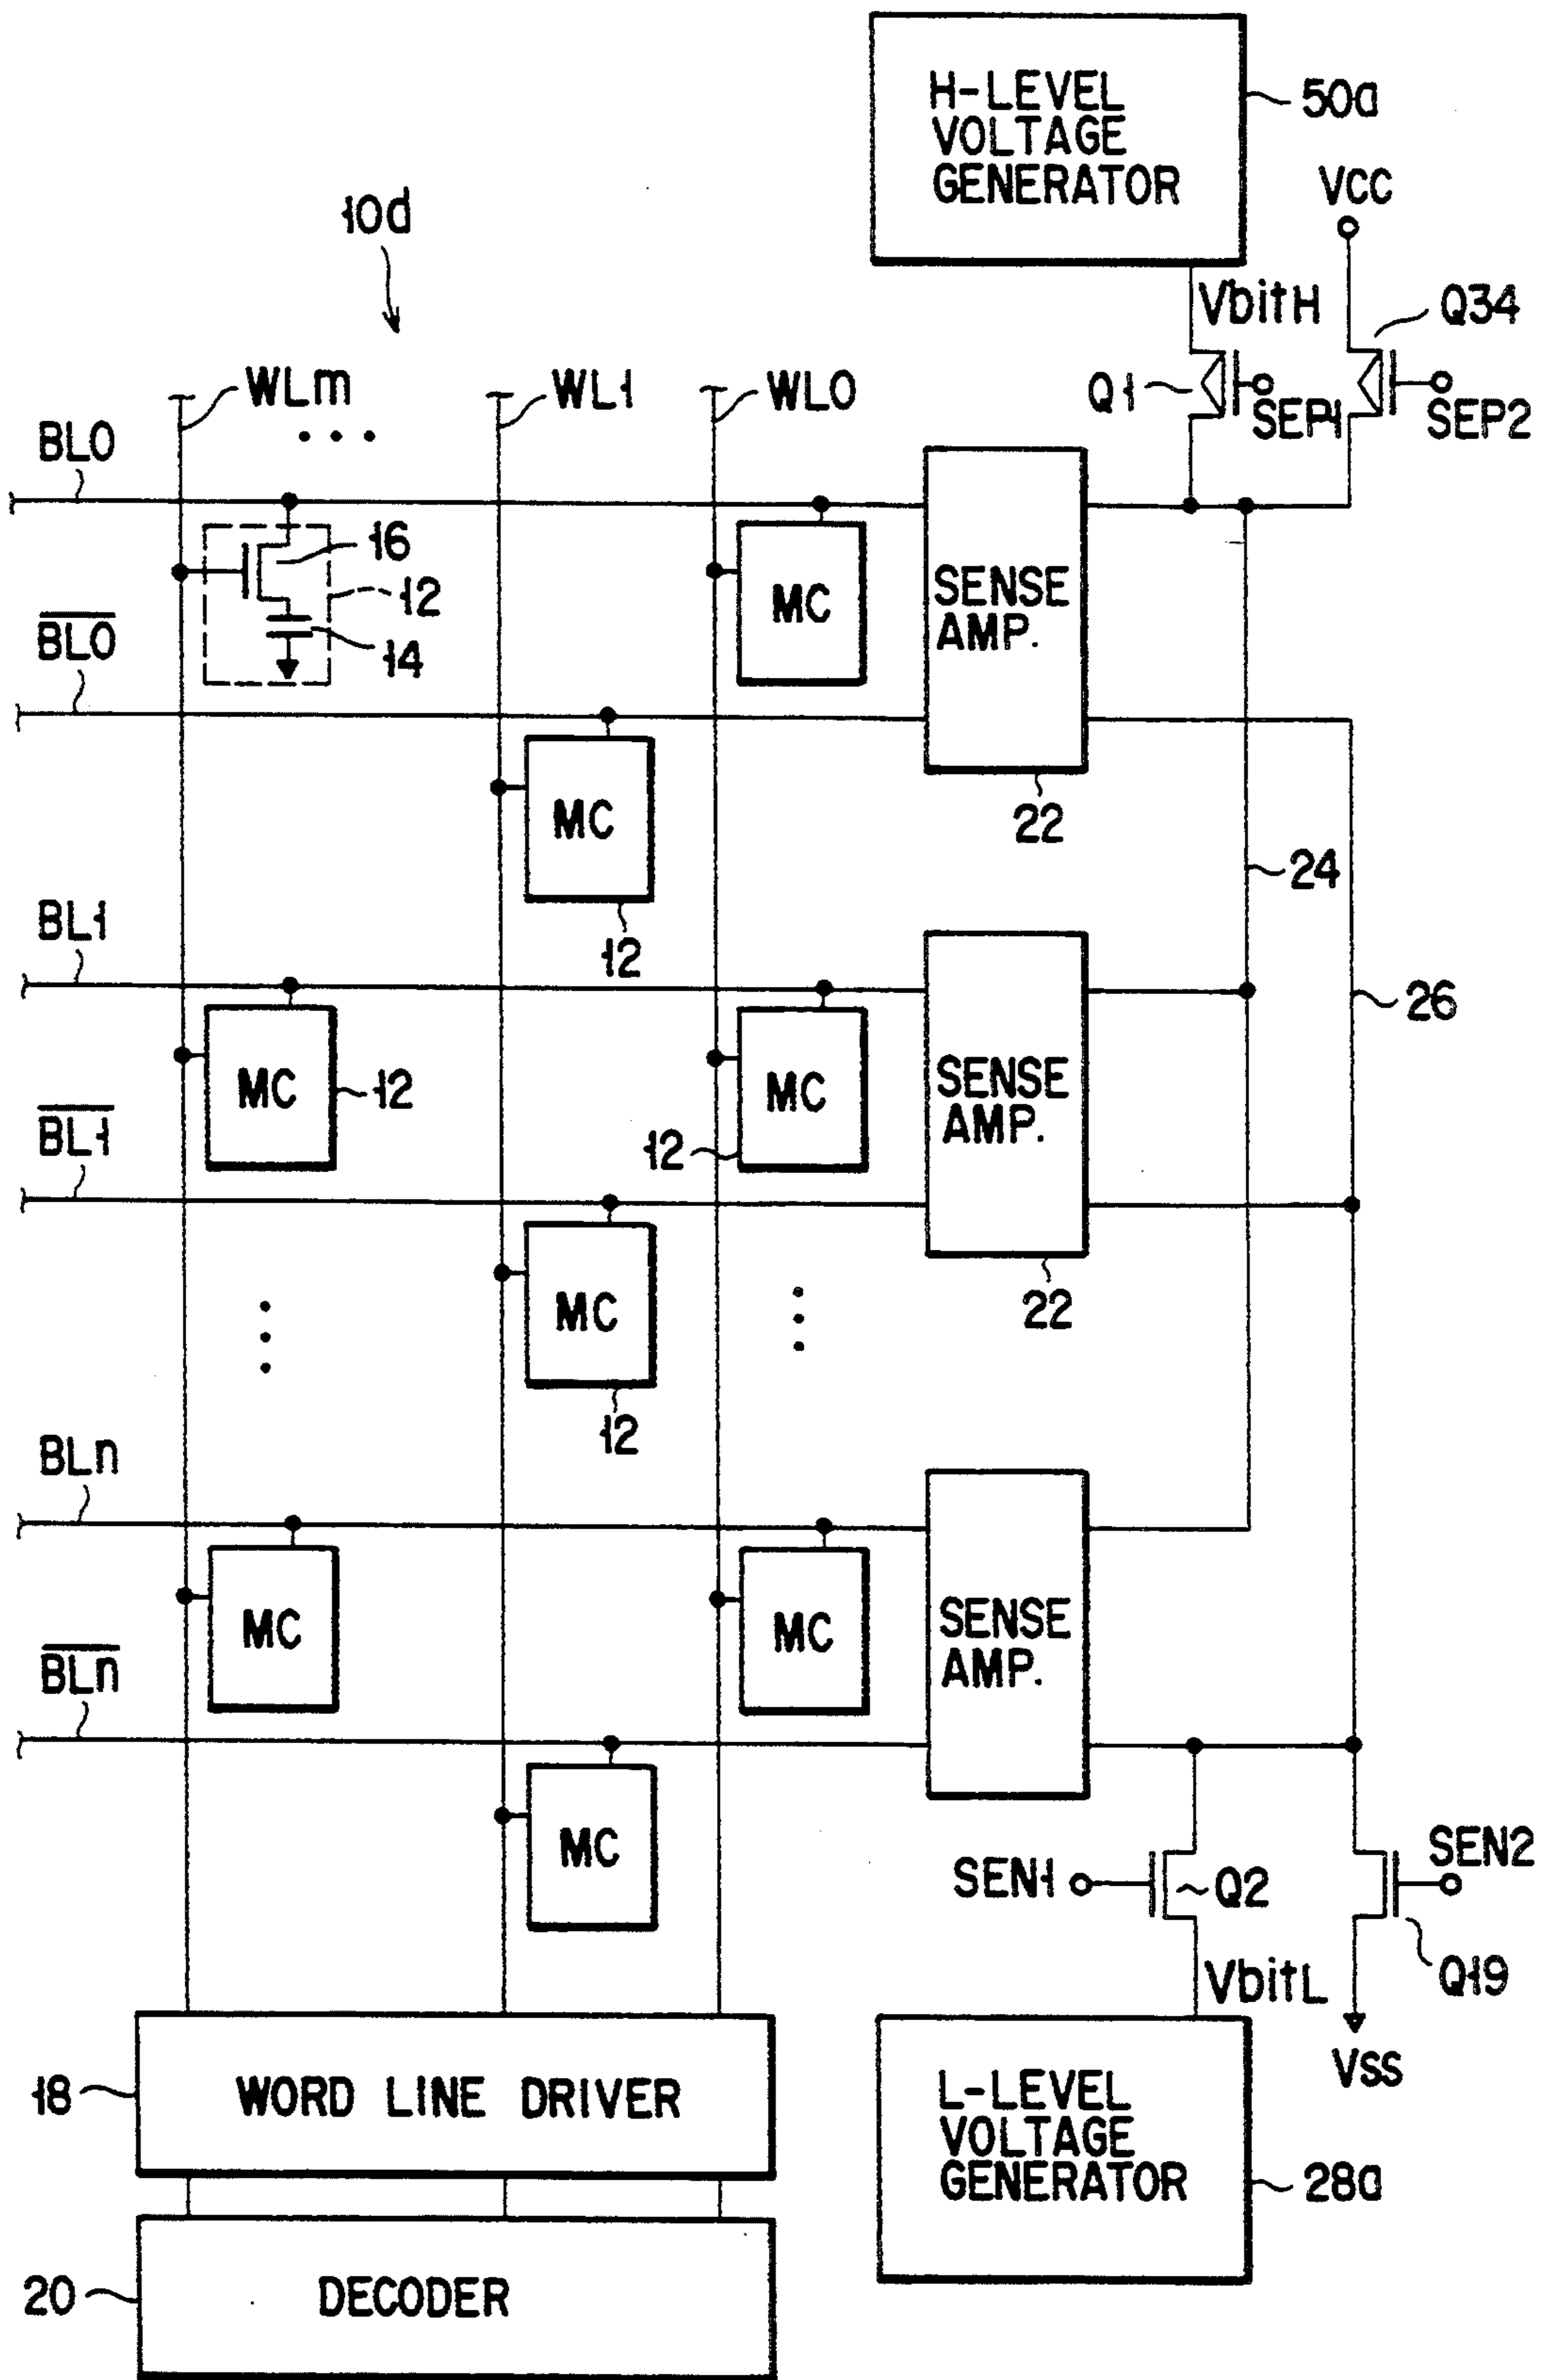 H-LEVEL
VOLTAGE
GENERATOR
50a
VCC
10d
VbitH
Q34
WLm
WL1
WL0
Q1
SEP1
SEP2
BL0
16
12
14
MC
SENSE
AMP.
B̅L̅0̅
MC
22
24
12
BL1
26
MC
12
MC
SENSE
AMP.
12
B̅L̅1̅
MC
22
12
BLn
MC
MC
SENSE
AMP.
B̅L̅n̅
MC
SEN1
Q2
SEN2
Q19
VbitL
VSS
18
WORD LINE DRIVER
L-LEVEL
VOLTAGE
GENERATOR
28a
20
DECODER